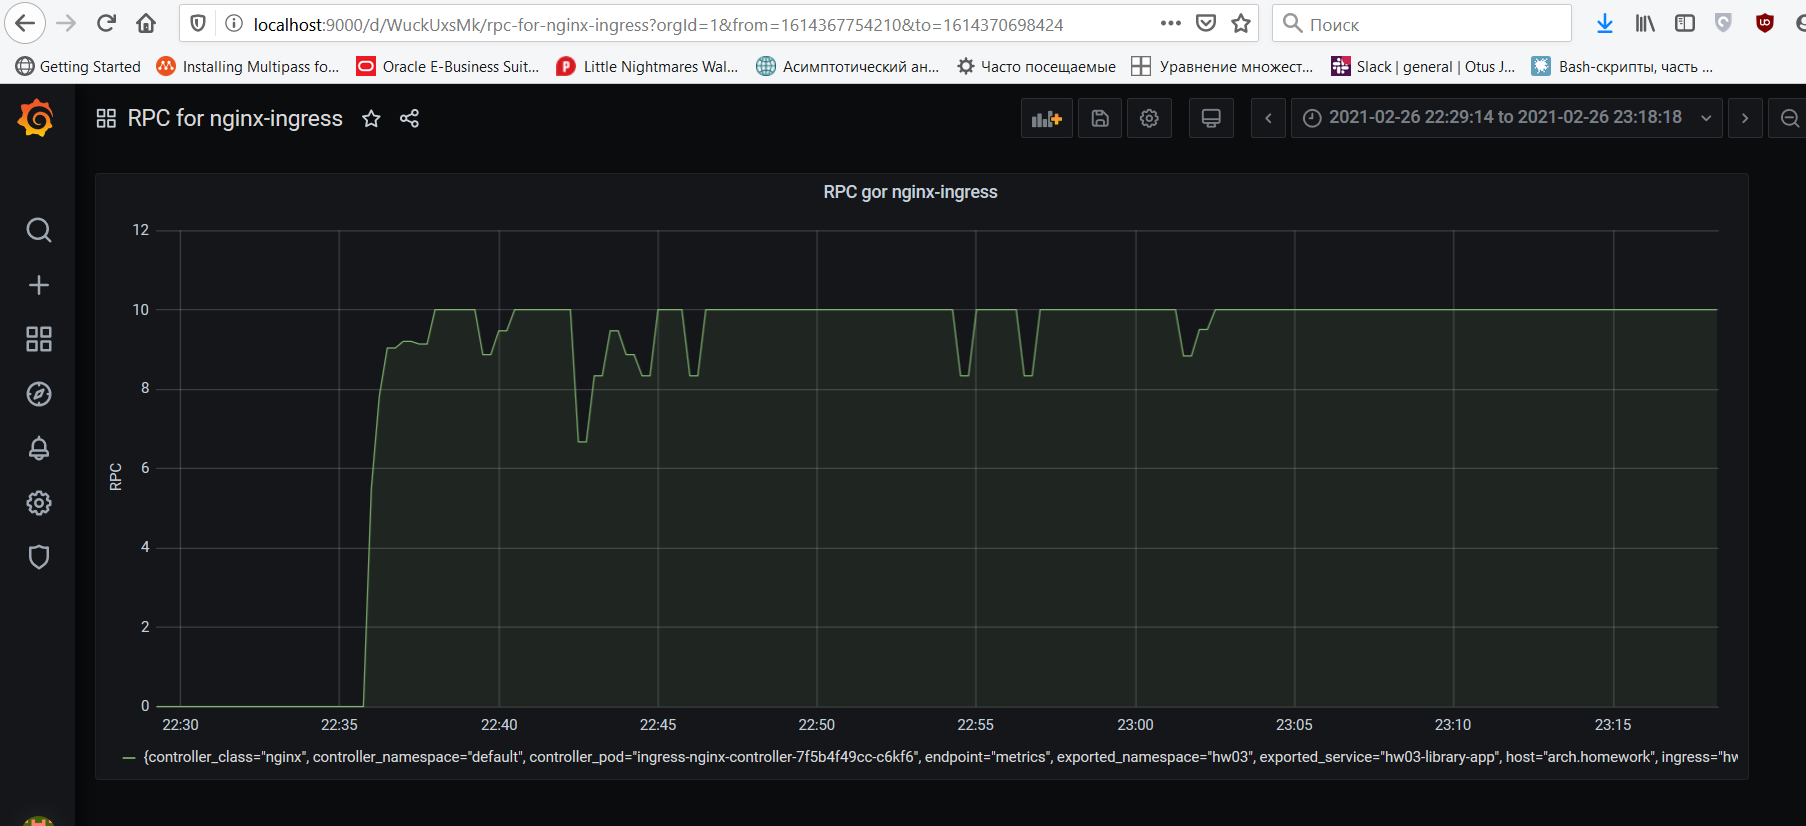 localhost:9000/d/WuckUxsMk/rpc-for-nginx-ingress?orgId=1&from=1614367754210&to=1614370698424
Поиск
Getting Started
Installing Multipass fo...
Oracle E-Business Suit...
Little Nightmares Wal...
Асимптотический ан...
Часто посещаемые
Уравнение множест...
Slack | general | Otus J...
Bash-скрипты, часть ...
RPC for nginx-ingress
2021-02-26 22:29:14 to 2021-02-26 23:18:18
RPC gor nginx-ingress
12
10
8
6
4
2
0
RPC
22:30 22:35 22:40 22:45 22:50 22:55 23:00 23:05 23:10 23:15
{controller_class="nginx", controller_namespace="default", controller_pod="ingress-nginx-controller-7f5b4f49cc-c6kf6", endpoint="metrics", exported_namespace="hw03", exported_service="hw03-library-app", host="arch.homework", ingress="hw